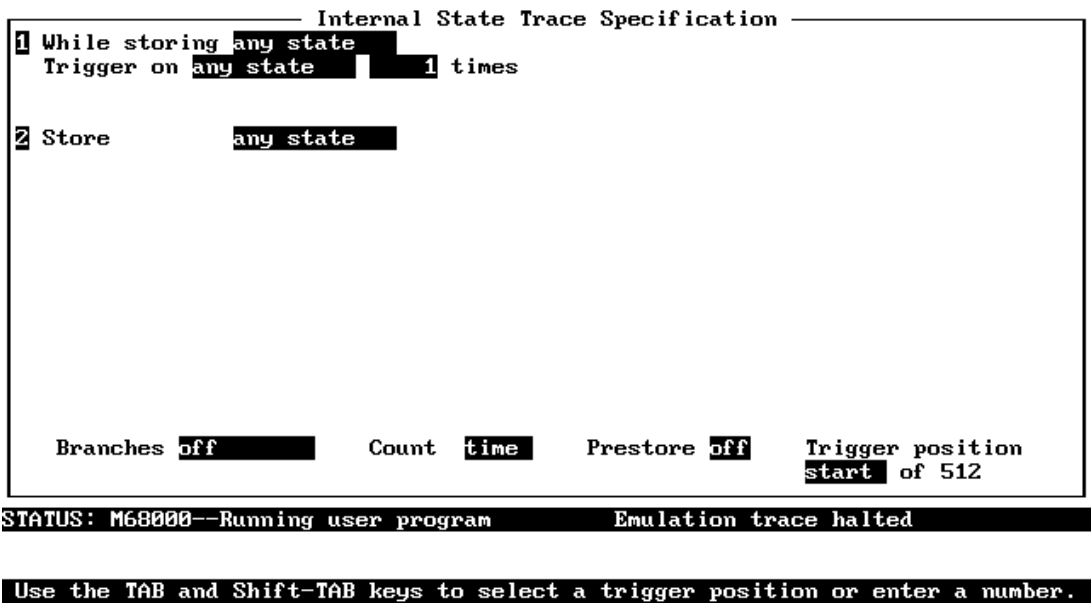 Internal State Trace Specification
1 While storing any state
Trigger on any state 1 times
2 Store any state
Branches off Count time Prestore off Trigger position
start of 512
STATUS: M68000--Running user program Emulation trace halted
Use the TAB and Shift-TAB keys to select a trigger position or enter a number.